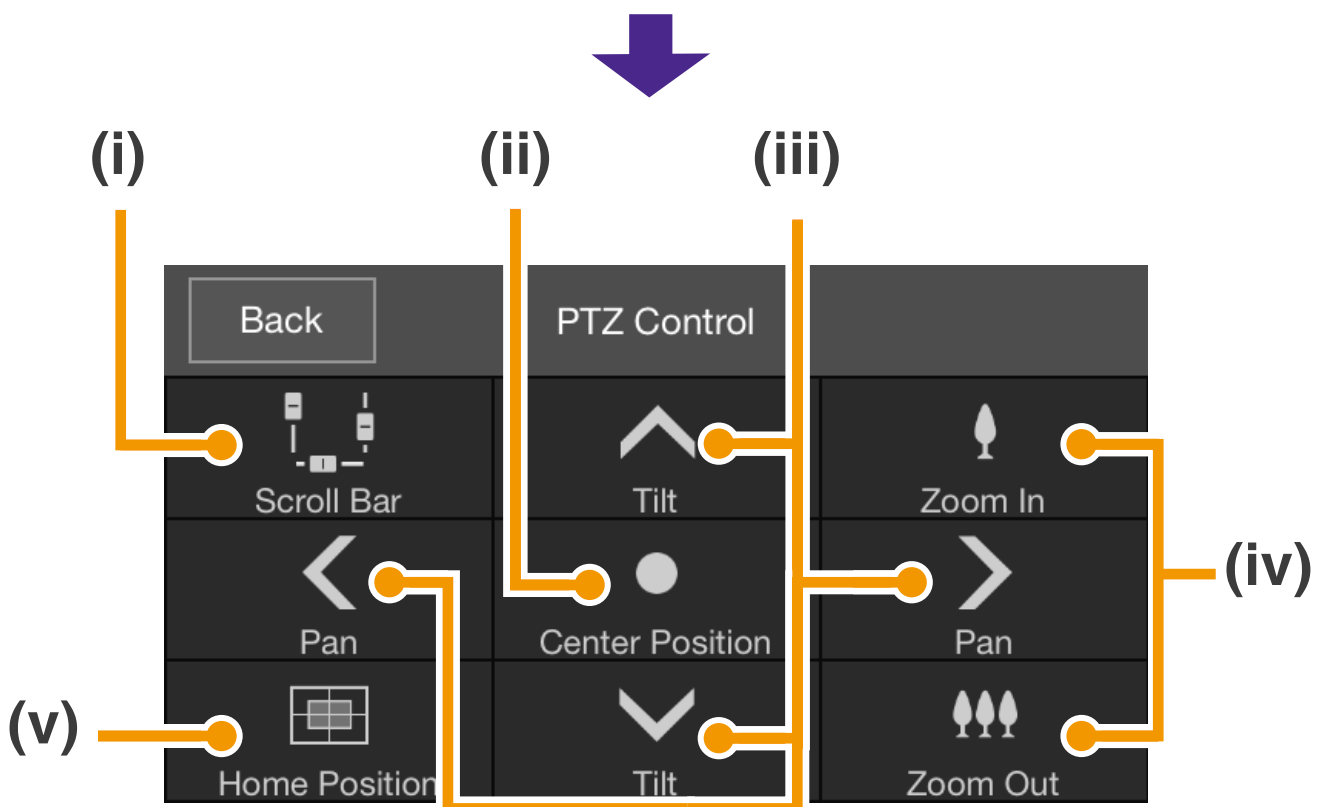 (i) (ii) (iii)
Back PTZ Control
Scroll Bar Tilt Zoom In
(iv)
Pan Center Position Pan
(v)
Home Position Tilt Zoom Out